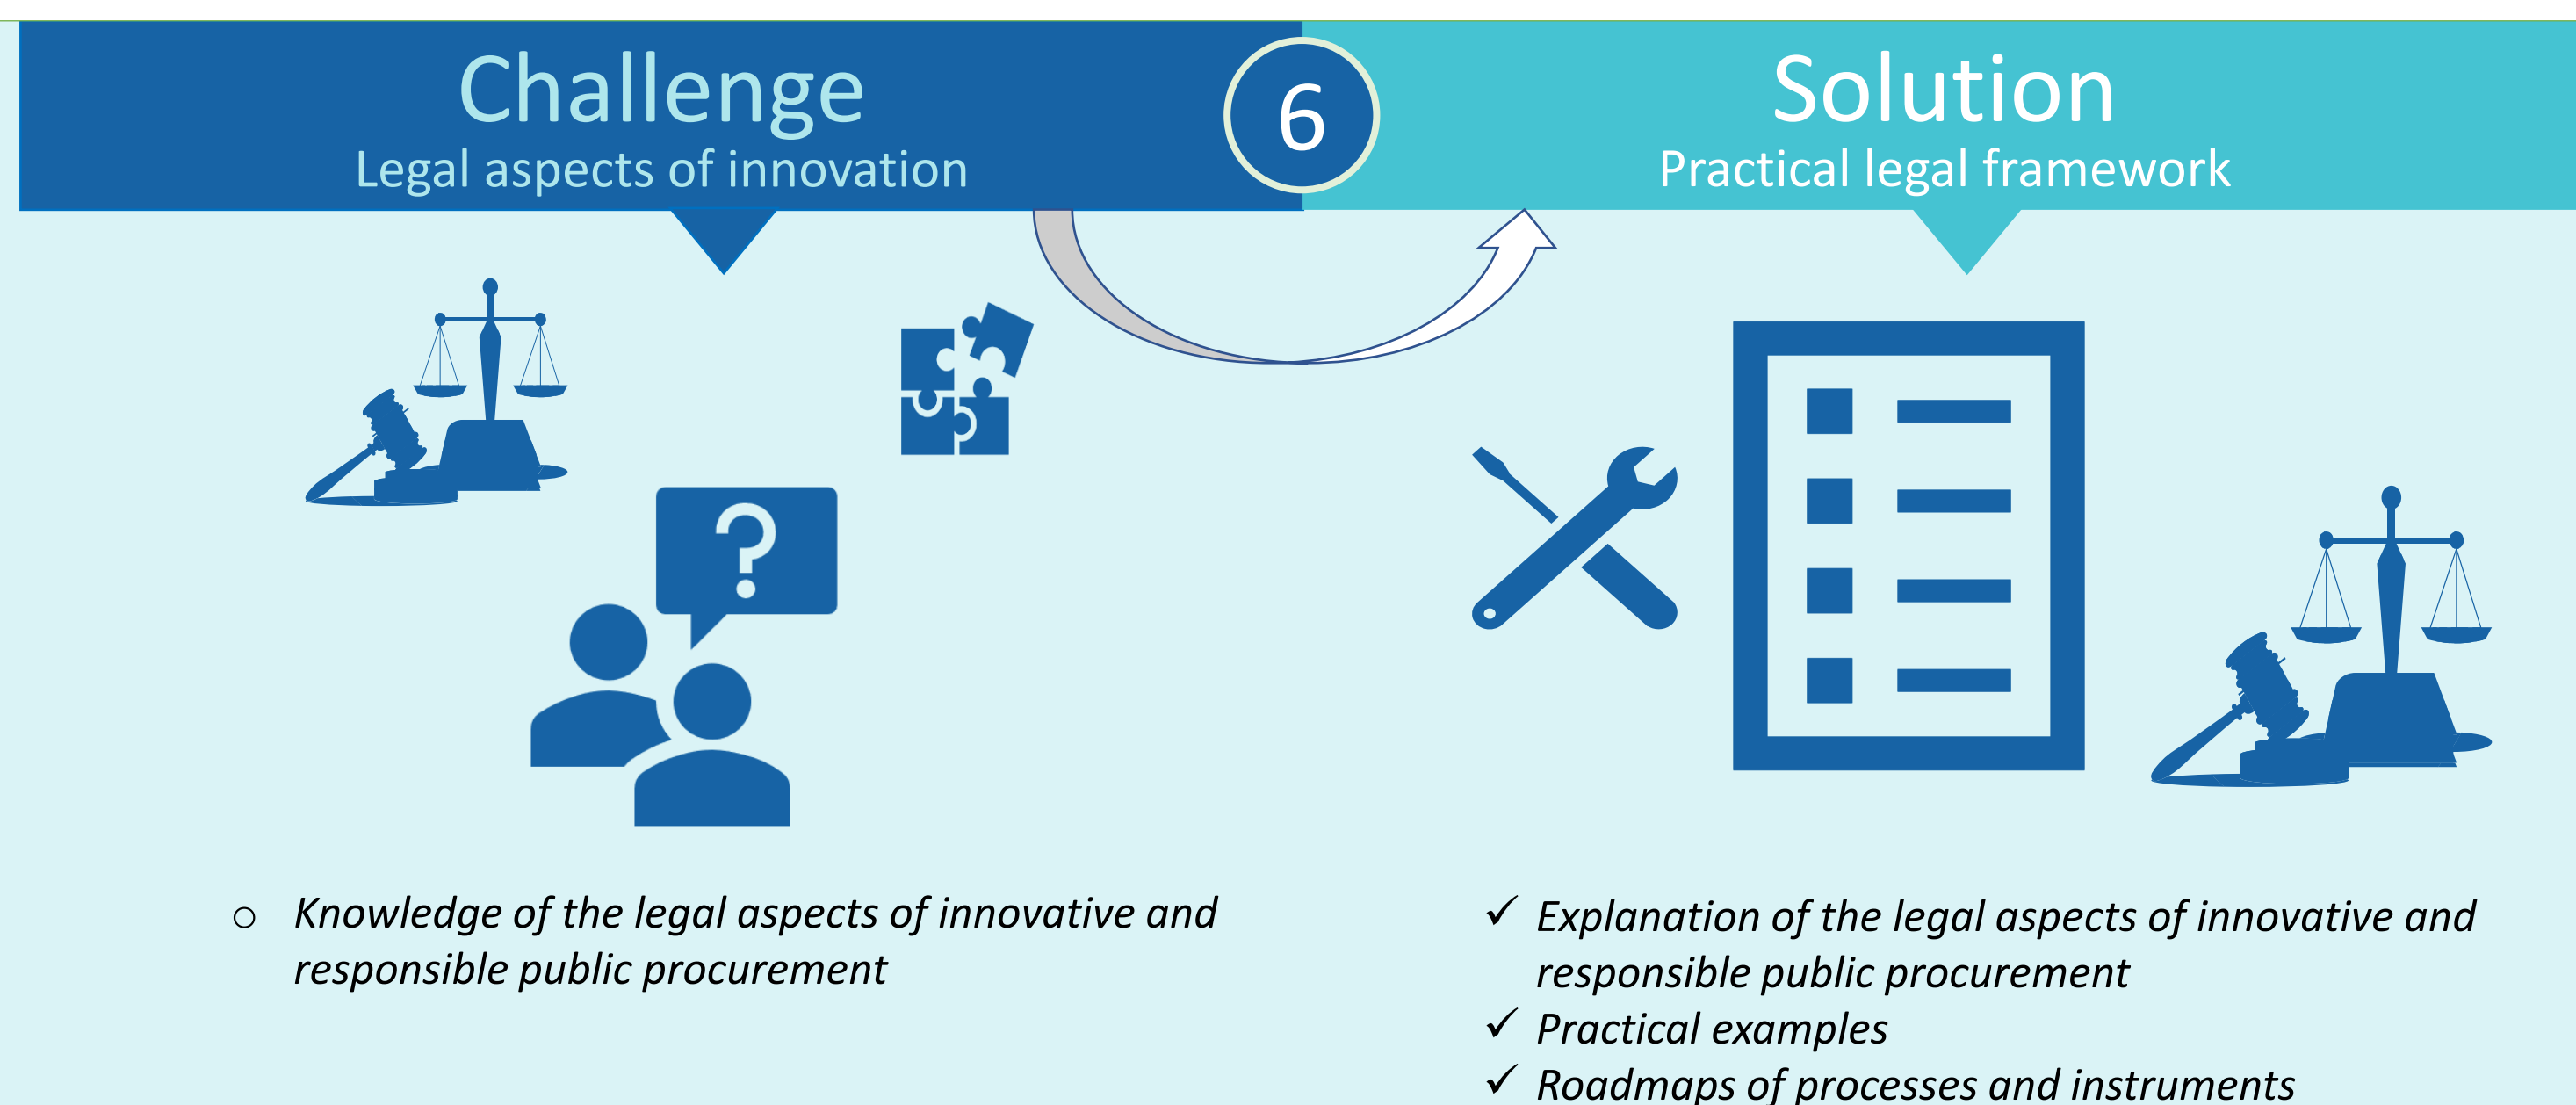 Challenge
Legal aspects of innovation
6
Solution
Practical legal framework
?
o Knowledge of the legal aspects of innovative and
responsible public procurement
✓ Explanation of the legal aspects of innovative and
responsible public procurement
✓ Practical examples
✓ Roadmaps of processes and instruments